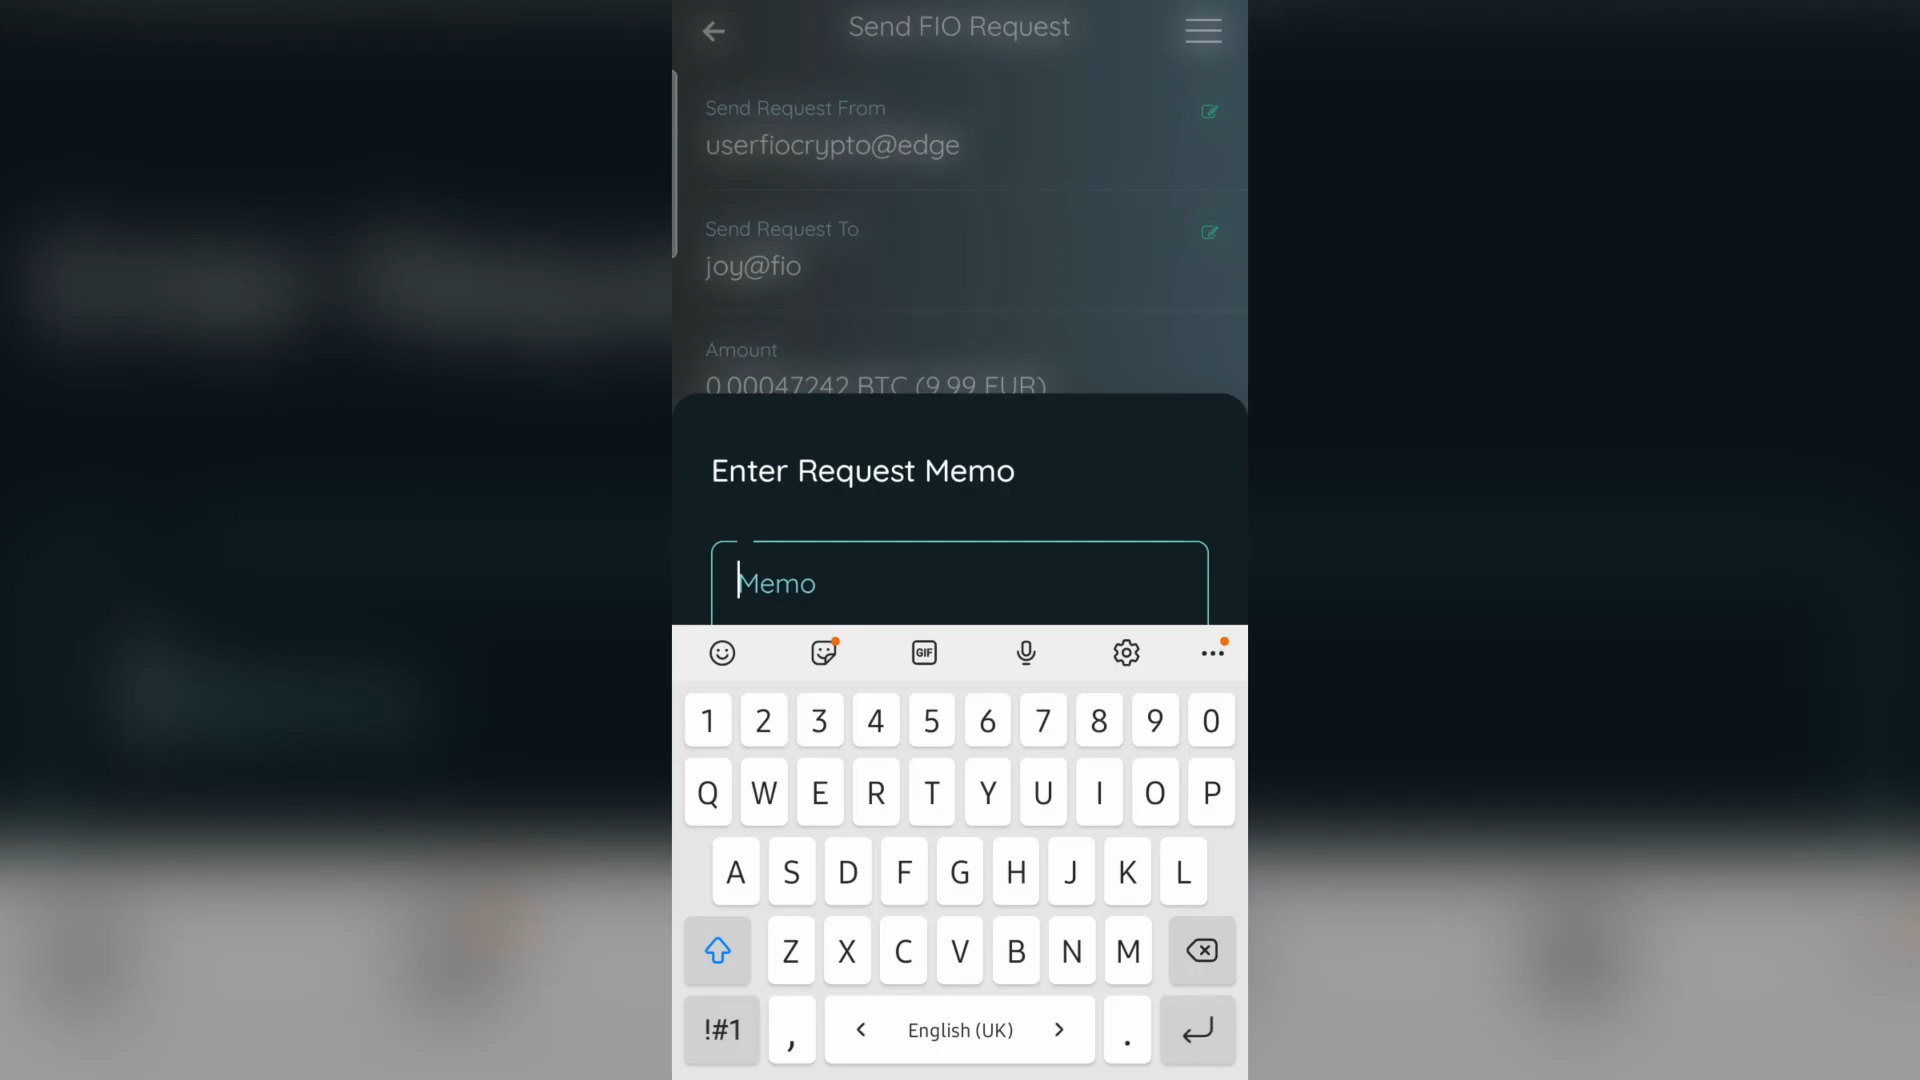 Send FIO Request
Send Request From
userfiocrypto@edge
Send Request To
joy@fio
Amount
0.00047242 BTC (9.99 EUR)
Enter Request Memo
Memo
GIF
1 2 3 4 5 6 7 8 9 0
Q W E R T Y U I O P
A S D F G H J K L
Z X C V B N M
!#1 , < English (UK) > .